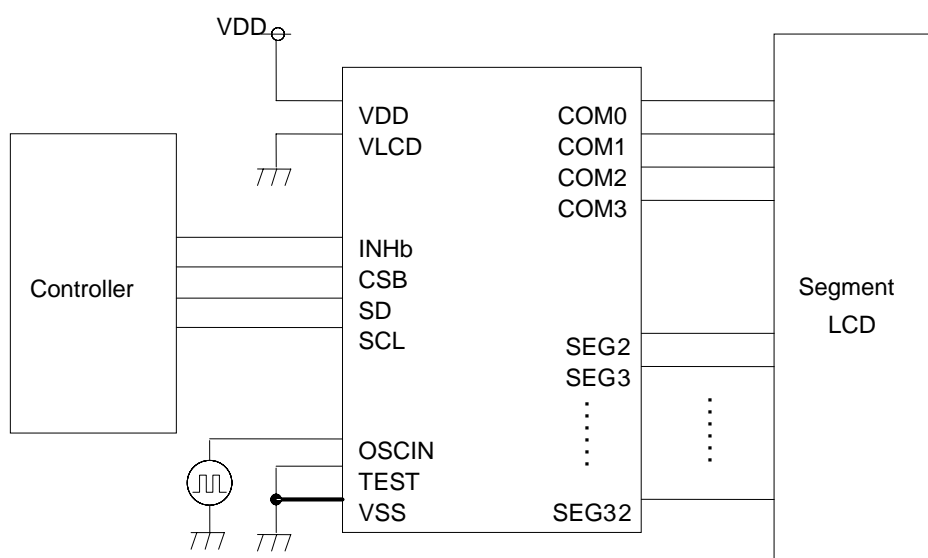 VDD
VDD
VLCD
COM0
COM1
COM2
COM3
Controller
INHb
CSB
SD
SCL
Segment
LCD
SEG2
SEG3
OSCIN
TEST
VSS
SEG32